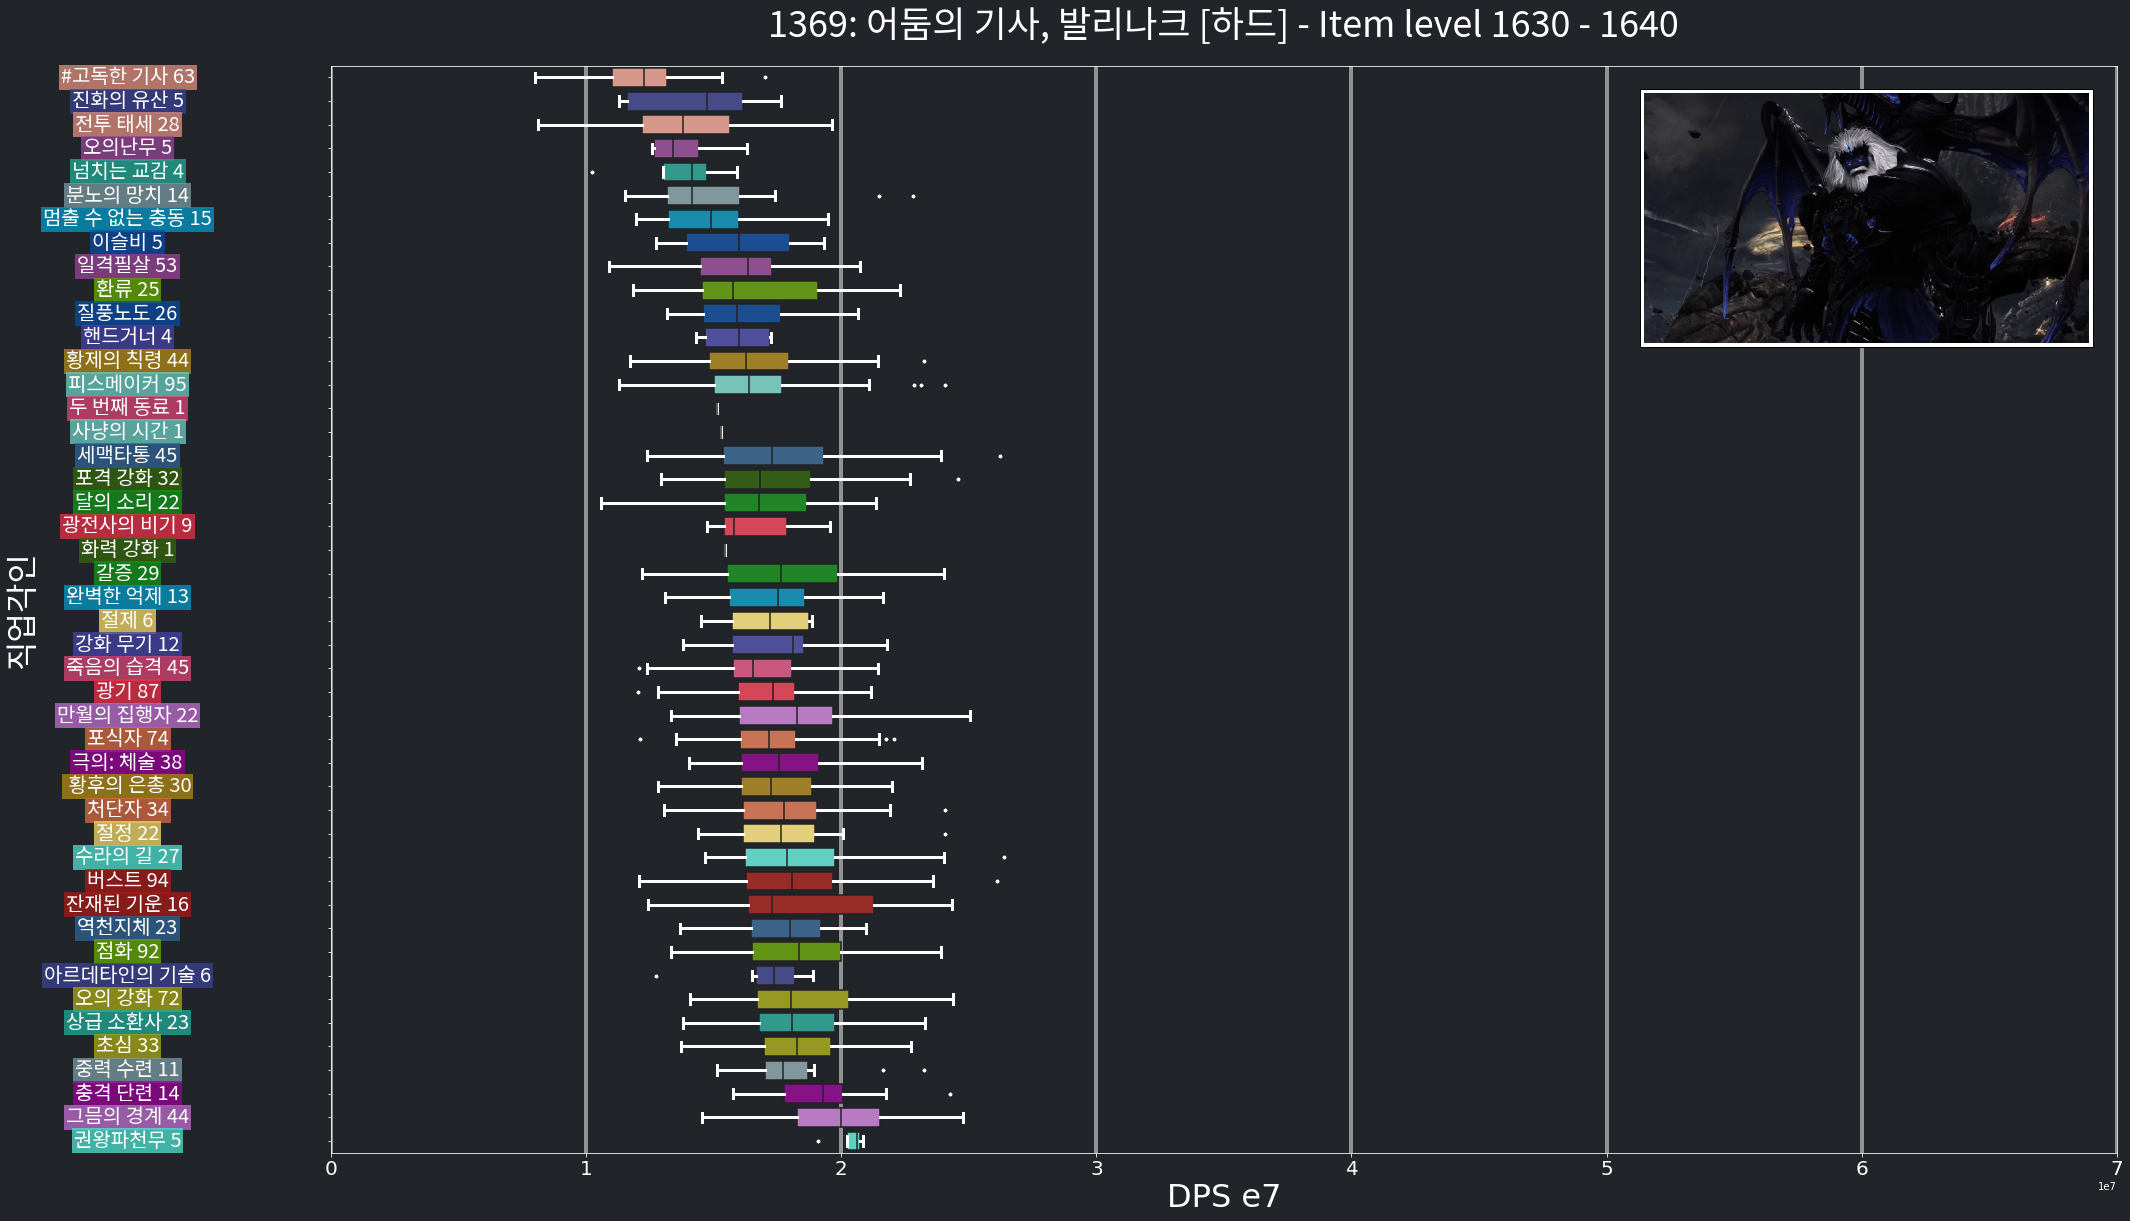 1369: 어둠의 기사, 발리나크 [하드] - Item level 1630 - 1640
#고독한 기사 63
진화의 유산 5
전투 태세 28
오의난무 5
넘치는 교감 4
분노의 망치 14
멈출 수 없는 충동 15
이슬비 5
일격필살 53
환류 25
질풍노도 26
핸드거너 4
황제의 칙령 44
피스메이커 95
두 번째 동료 1
사냥의 시간 1
세맥타통 45
포격 강화 32
달의 소리 22
광전사의 비기 9
화력 강화 1
갈증 29
완벽한 억제 13
절제 6
강화 무기 12
죽음의 습격 45
광기 87
만월의 집행자 22
포식자 74
극의: 체술 38
황후의 은총 30
처단자 34
절정 22
수라의 길 27
버스트 94
잔재된 기운 16
역천지체 23
점화 92
아르데타인의 기술 6
오의 강화 72
상급 소환사 23
초심 33
중력 수련 11
충격 단련 14
그믐의 경계 44
권왕파천무 5
직업각인
0 1 2 3 4 5 6 7
1e7
DPS e7